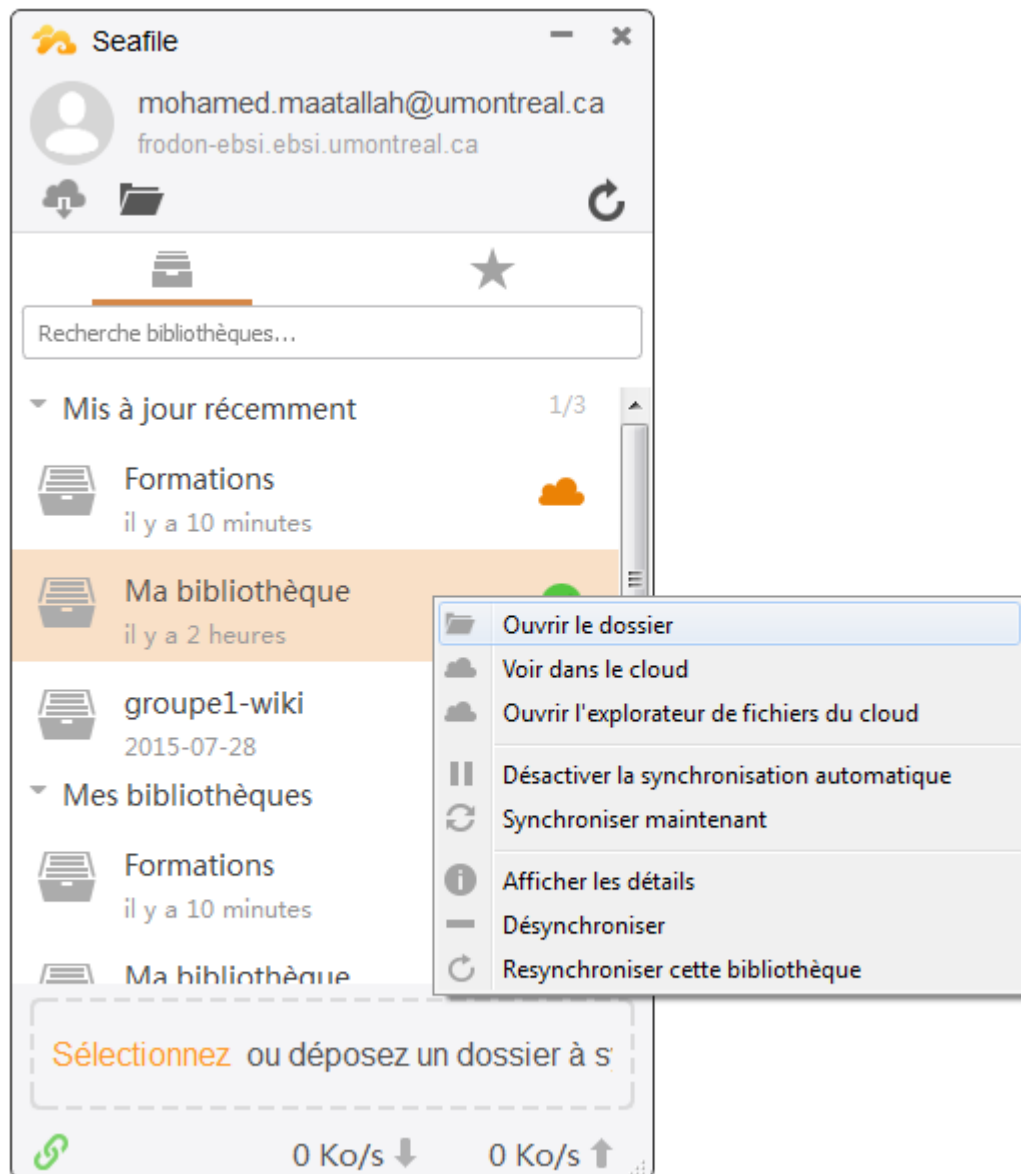 Seafile
mohamed.maatallah@umontreal.ca
frodon-ebsi.ebsi.umontreal.ca
Recherche bibliothèques...
Mis à jour récemment 1/3
Formations
il y a 10 minutes
Ma bibliothèque
il y a 2 heures
groupe1-wiki
2015-07-28
Mes bibliothèques
Formations
il y a 10 minutes
Ma bibliothèque
Ouvrir le dossier
Voir dans le cloud
Ouvrir l'explorateur de fichiers du cloud
Désactiver la synchronisation automatique
Synchroniser maintenant
Afficher les détails
Désynchroniser
Resynchroniser cette bibliothèque
Sélectionnez ou déposez un dossier à
0 Ko/s 0 Ko/s